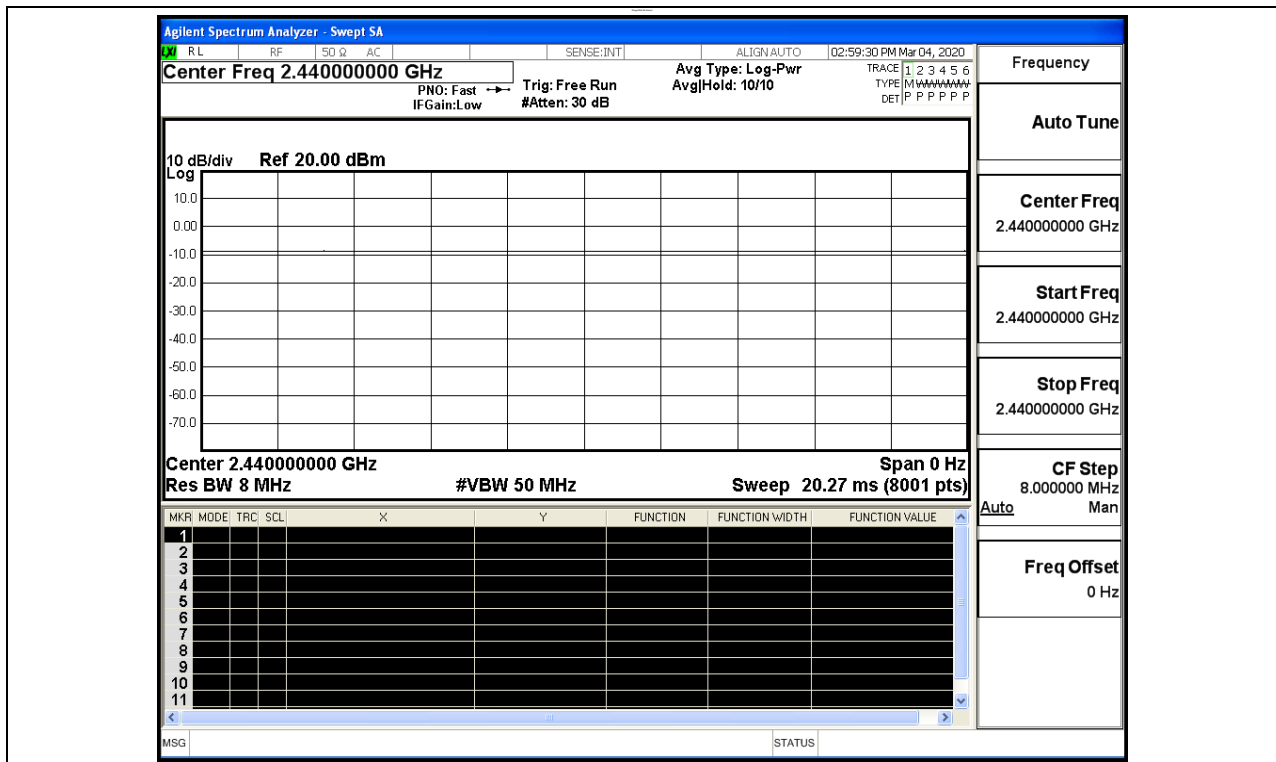 Agilent Spectrum Analyzer - Swept SA
LXI RL RF 50 Ω AC SENSE:INT ALIGN AUTO 02:59:30 PM Mar 04, 2020
Center Freq 2.440000000 GHz
PNO: Fast
IFGain:Low
Trig: Free Run
#Atten: 30 dB
Avg Type: Log-Pwr
Avg|Hold: 10/10
TRACE 1 2 3 4 5 6
TYPE M WWWWW
DET P P P P P P
10 dB/div Ref 20.00 dBm
Log
10.0
0.00
-10.0
-20.0
-30.0
-40.0
-50.0
-60.0
-70.0
Center 2.440000000 GHz Span 0 Hz
Res BW 8 MHz #VBW 50 MHz Sweep 20.27 ms (8001 pts)
MKR MODE TRC SCL X Y FUNCTION FUNCTION WIDTH FUNCTION VALUE
1
2
3
4
5
6
7
8
9
10
11
MSG STATUS
Frequency
Auto Tune
Center Freq
2.440000000 GHz
Start Freq
2.440000000 GHz
Stop Freq
2.440000000 GHz
CF Step
8.000000 MHz
Auto Man
Freq Offset
0 Hz